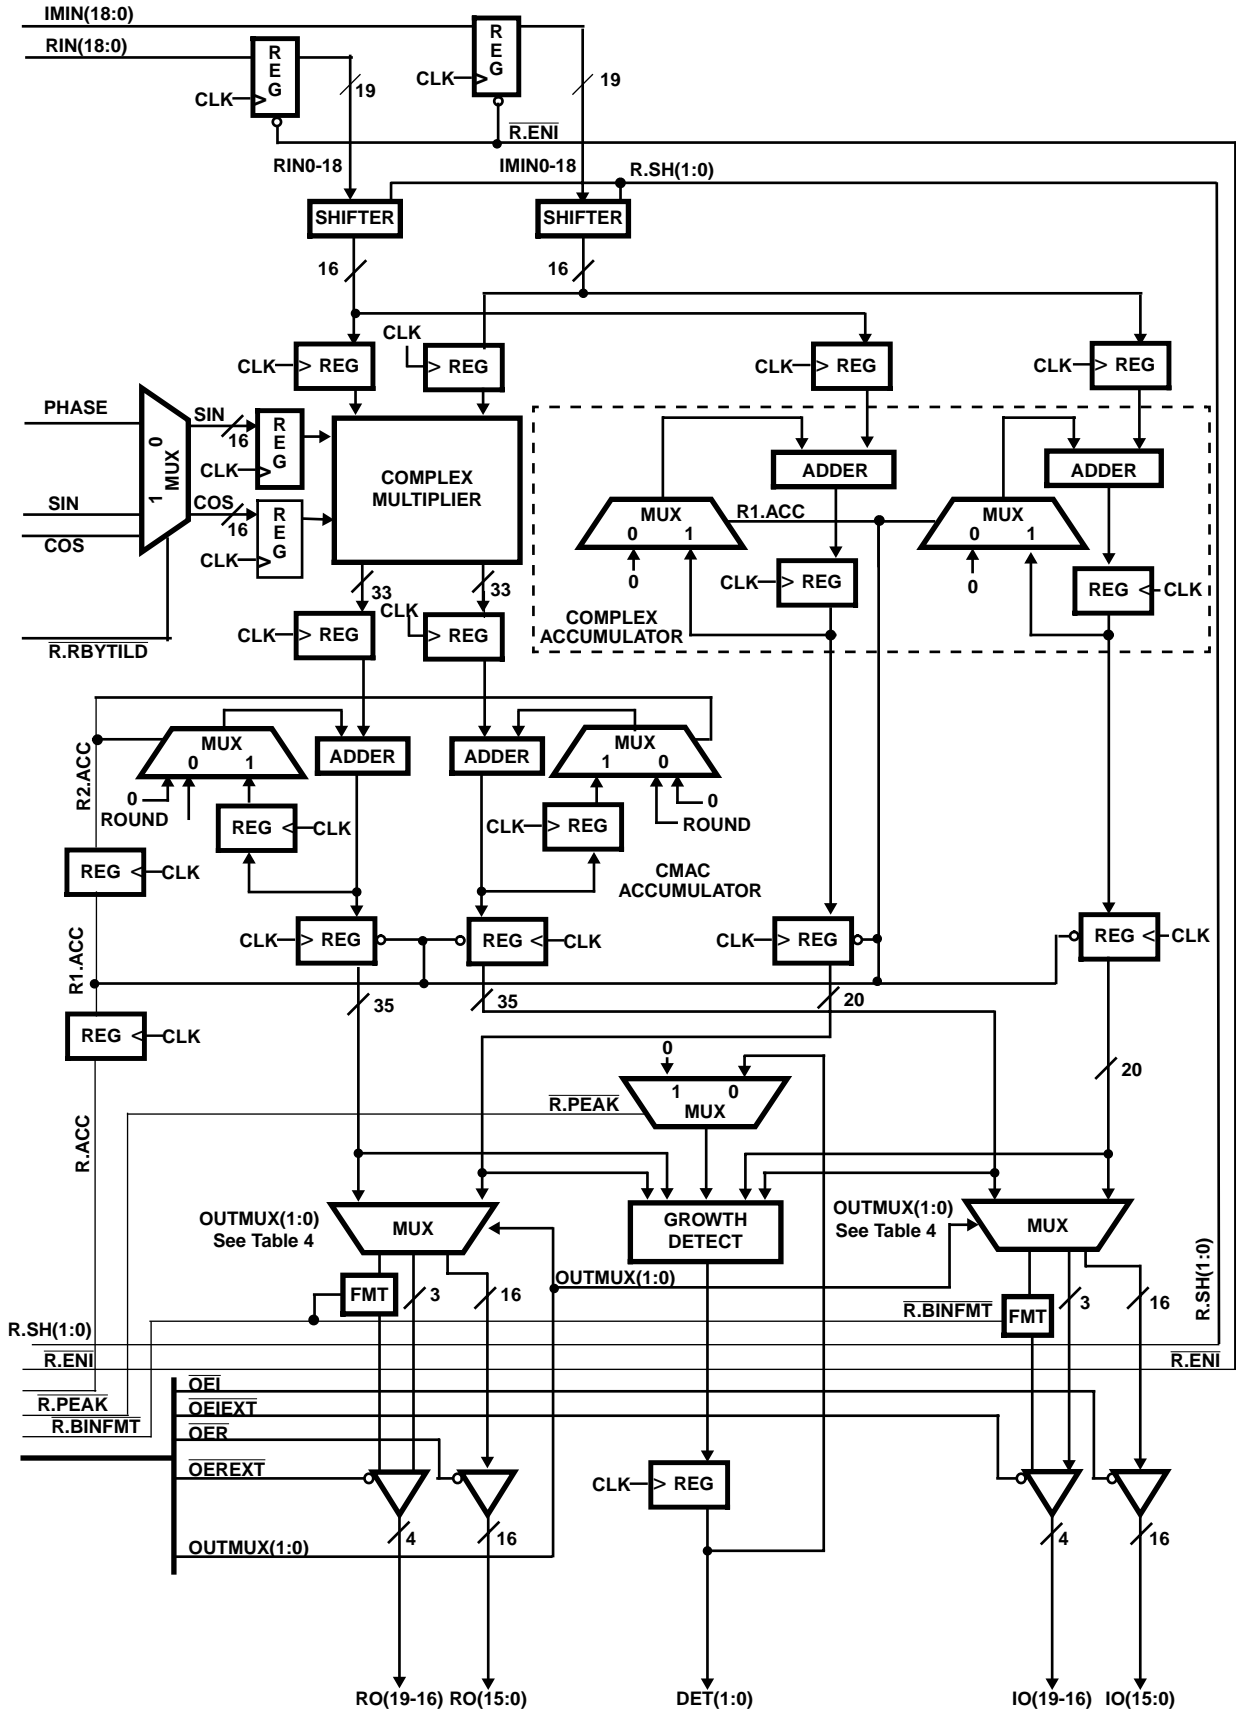 IMIN(18:0)
RIN(18:0)
REG
REG
CLK
CLK
19
19
R.ENI
RIN0-18
IMIN0-18
R.SH(1:0)
SHIFTER
SHIFTER
16
16
CLK
CLK
> REG
> REG
CLK
> REG
CLK
> REG
PHASE
SIN
COS
0
1
MUX
SIN
16
COS
16
REG
CLK
REG
CLK
COMPLEX
MULTIPLIER
R.RBYTILD
33
33
CLK
> REG
CLK
> REG
ADDER
ADDER
MUX
0 1
0
R1.ACC
MUX
0 1
0
CLK
> REG
REG <
CLK
COMPLEX
ACCUMULATOR
R2.ACC
MUX
0 1
0
ROUND
ADDER
ADDER
MUX
1 0
0
ROUND
REG <
CLK
CLK
> REG
CMAC
ACCUMULATOR
REG <
CLK
R1.ACC
CLK
> REG
REG <
CLK
CLK
> REG
REG <
CLK
35
35
20
20
REG <
CLK
R.ACC
0
1 0
MUX
R.PEAK
OUTMUX(1:0)
See Table 4
MUX
GROWTH
DETECT
OUTMUX(1:0)
See Table 4
MUX
OUTMUX(1:0)
FMT
3
16
R.BINFMT
FMT
3
16
R.SH(1:0)
R.SH(1:0)
R.ENI
R.ENI
R.PEAK
R.BINFMT
OEI
OEIEXT
OER
OEREXT
OUTMUX(1:0)
CLK
> REG
4
16
4
16
RO(19-16)
RO(15:0)
DET(1:0)
IO(19-16)
IO(15:0)